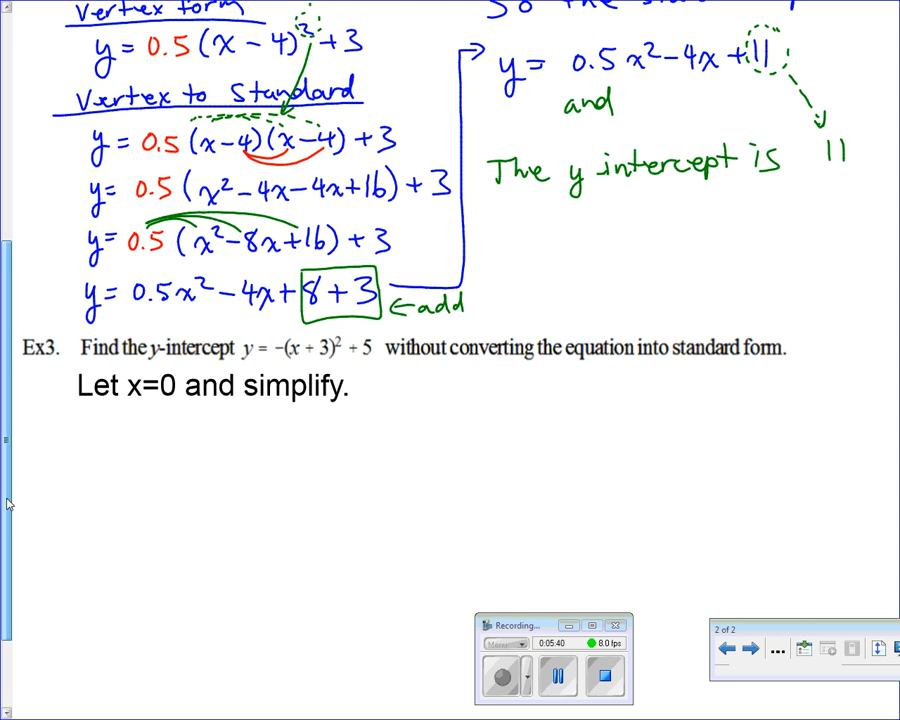 Vertex form
So the
y = 0.5(x - 4)² + 3
y = 0.5x² - 4x + 11
Vertex to Standard
and
y = 0.5(x-4)(x-4)+3
11
The y intercept is
y = 0.5(x² - 4x - 4x + 16) + 3
y = 0.5(x² - 8x + 16) + 3
y = 0.5x² - 4x + 8 + 3
←add
Ex3. Find the y-intercept y = -(x + 3)² + 5 without converting the equation into standard form.
Let x=0 and simplify.
Recording...
0:05:40
8.0 fps
2 of 2